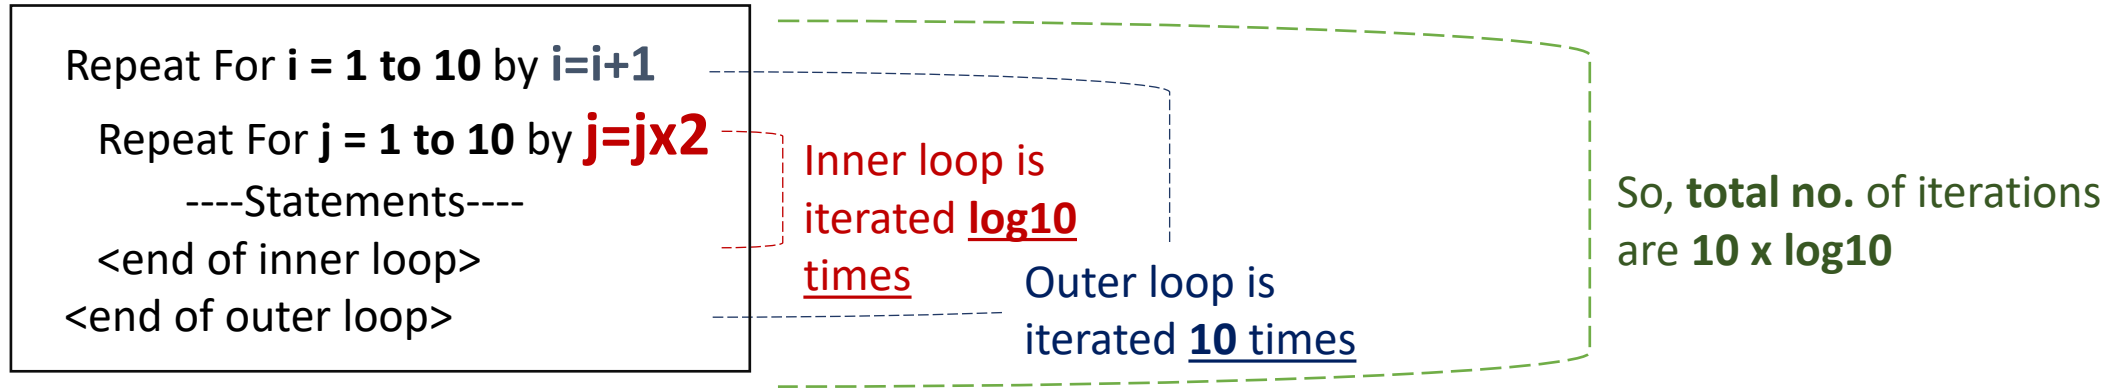 Repeat For i = 1 to 10 by i=i+1
Repeat For j = 1 to 10 by j=jx2
----Statements----
<end of inner loop>
<end of outer loop>
Inner loop is
iterated log10
times
Outer loop is
iterated 10 times
So, total no. of iterations
are 10 x log10